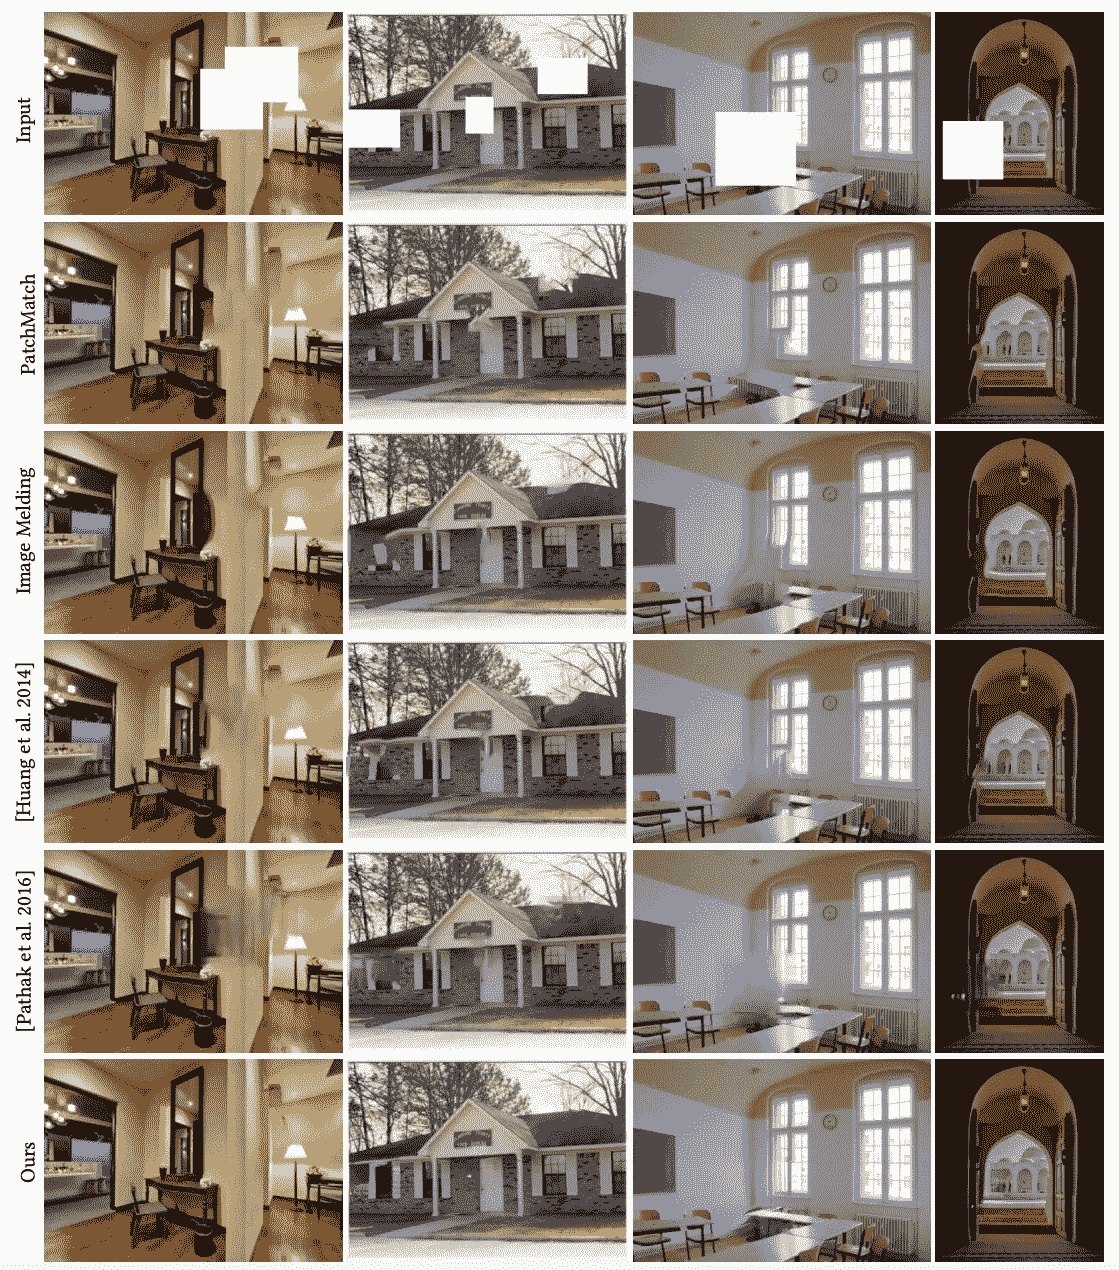 Input
PatchMatch
Image Melding
[Huang et al. 2014]
[Pathak et al. 2016]
Ours